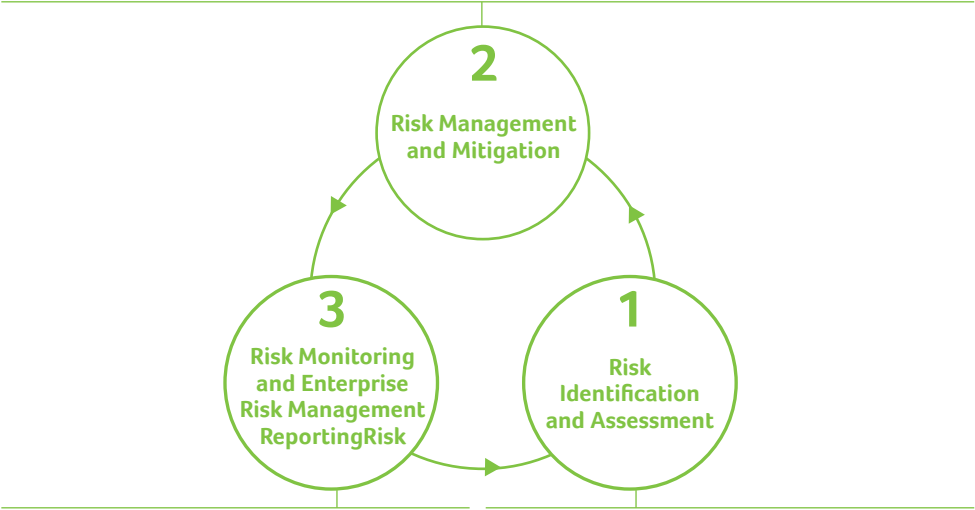 2
Risk Management
and Mitigation
3
Risk Monitoring
and Enterprise
Risk Management
ReportingRisk
1
Risk
Identification
and Assessment